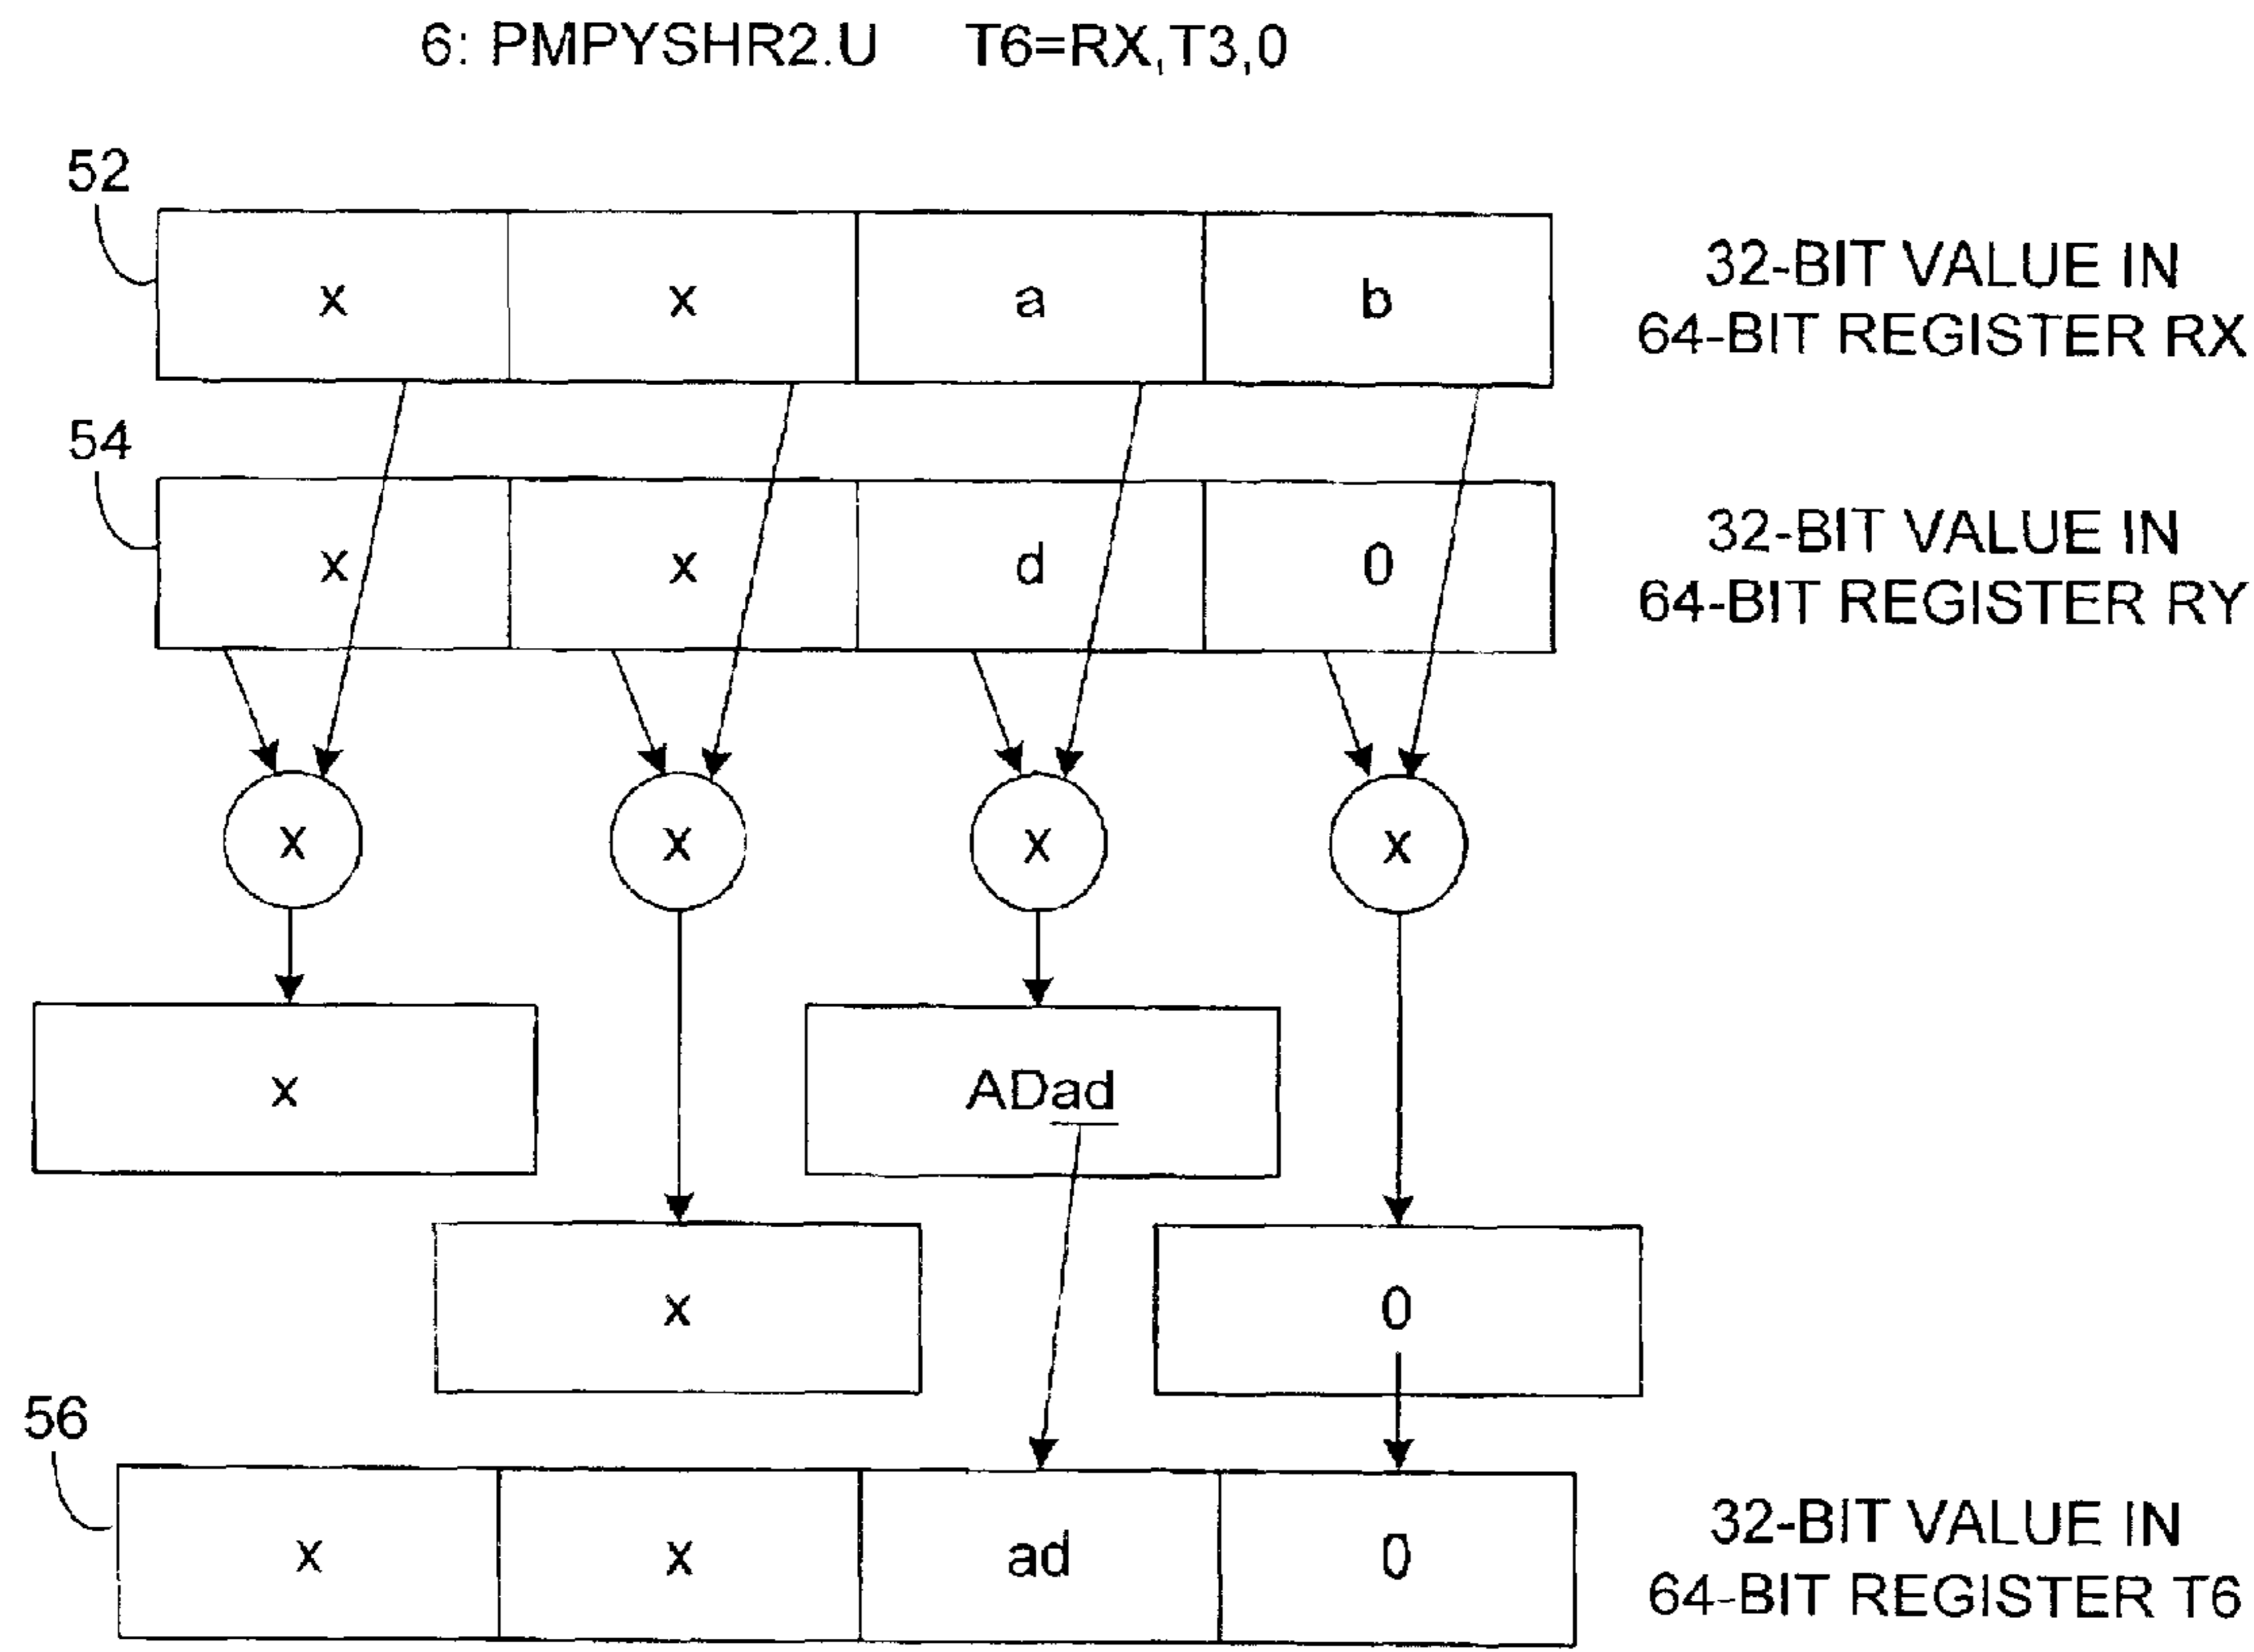 6: PMPYSHR2.U T6=RX,T3,0
52
x x a b
32-BIT VALUE IN
64-BIT REGISTER RX
54
x x d 0
32-BIT VALUE IN
64-BIT REGISTER RY
x x x x
x
ADad
x
0
56
x x ad 0
32-BIT VALUE IN
64-BIT REGISTER T6